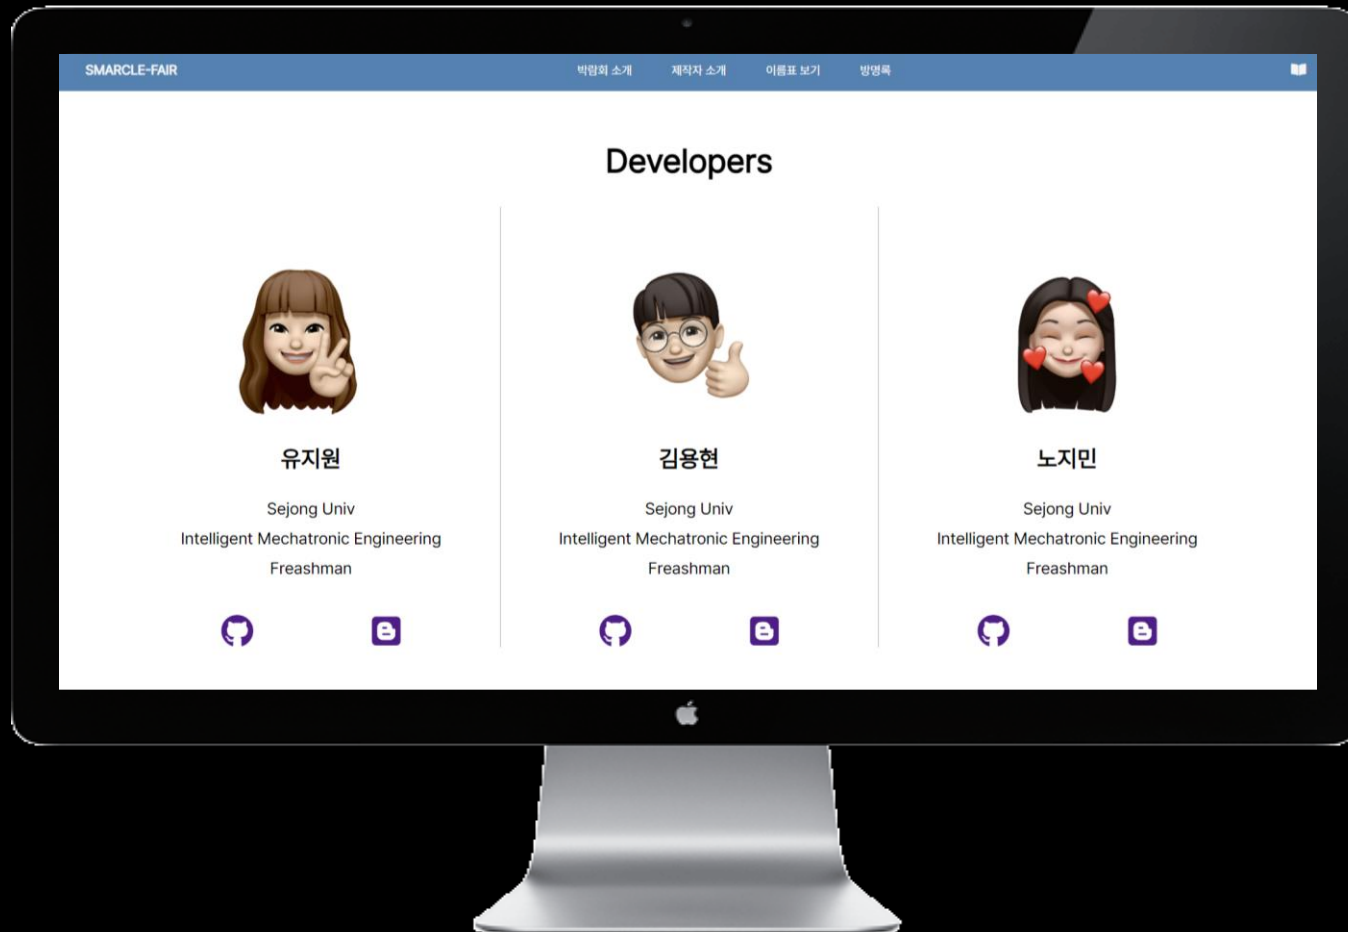 SMARCLE-FAIR
박람회 소개
제작자 소개
이름표 보기
방명록
Developers
유지원
Sejong Univ
Intelligent Mechatronic Engineering
Freashman
김용현
Sejong Univ
Intelligent Mechatronic Engineering
Freashman
노지민
Sejong Univ
Intelligent Mechatronic Engineering
Freashman